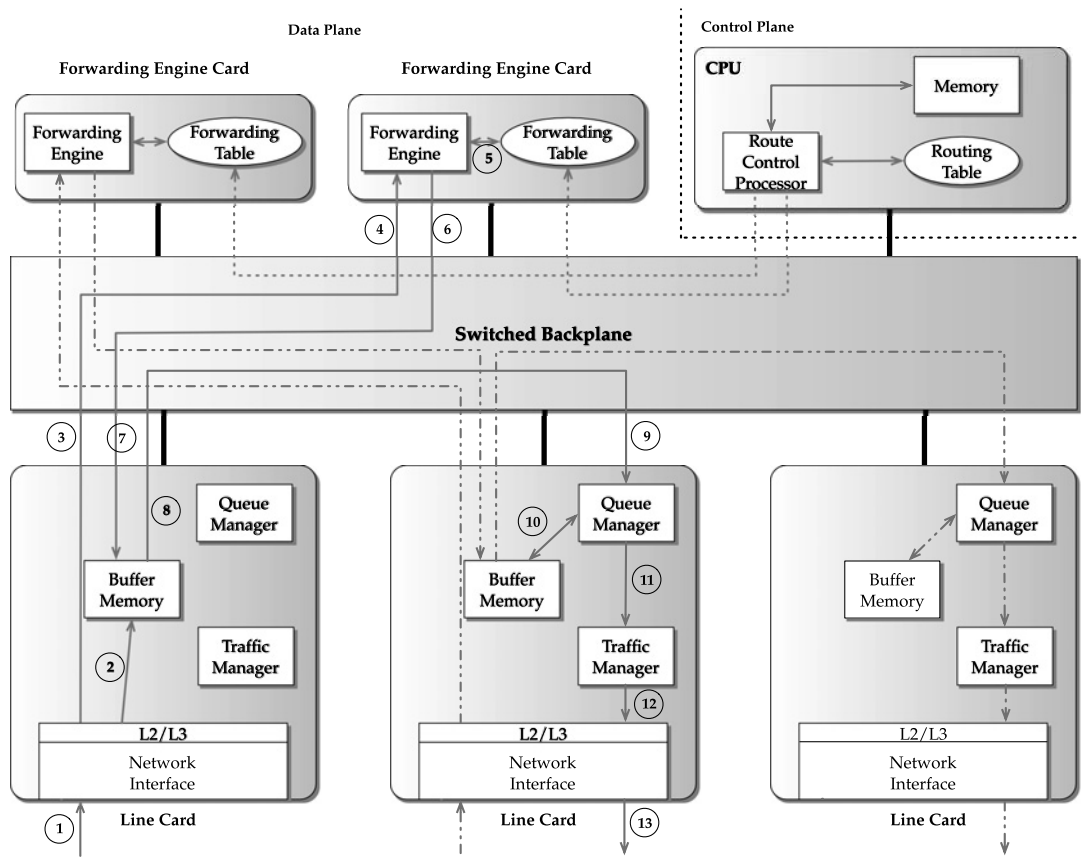 Data Plane
Control Plane
Forwarding Engine Card
Forwarding Engine Card
CPU
Memory
Forwarding
Engine
Forwarding
Table
Forwarding
Engine
5
Forwarding
Table
Route
Control
Processor
Routing
Table
4
6
Switched Backplane
3
7
9
8
Queue
Manager
10
Queue
Manager
Queue
Manager
Buffer
Memory
Buffer
Memory
11
Buffer
Memory
2
Traffic
Manager
Traffic
Manager
Traffic
Manager
12
L2/L3
L2/L3
L2/L3
Network
Interface
Network
Interface
Network
Interface
1
Line Card
Line Card
13
Line Card